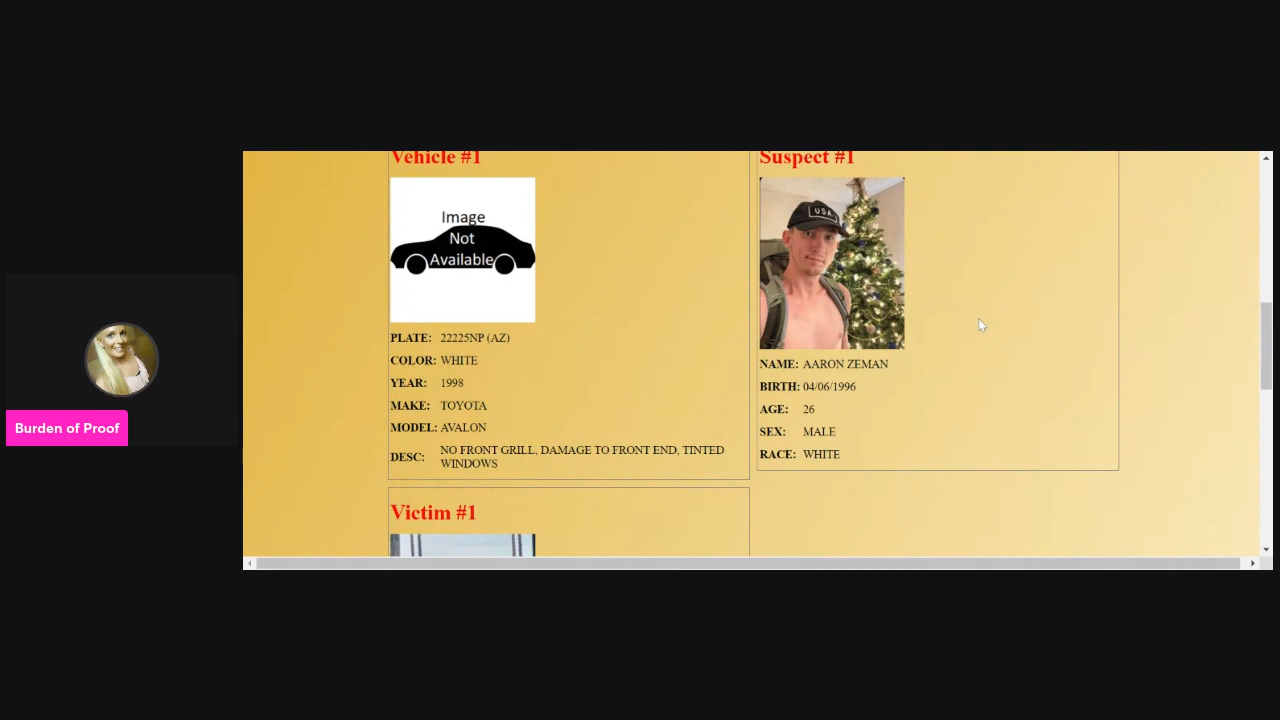 Vehicle #1
Image
Not
Available
PLATE: 22225NP (AZ)
COLOR: WHITE
YEAR: 1998
MAKE: TOYOTA
MODEL: AVALON
DESC: NO FRONT GRILL, DAMAGE TO FRONT END, TINTED
WINDOWS
Suspect #1
USA
NAME: AARON ZEMAN
BIRTH: 04/06/1996
AGE: 26
SEX: MALE
RACE: WHITE
Victim #1
Burden of Proof